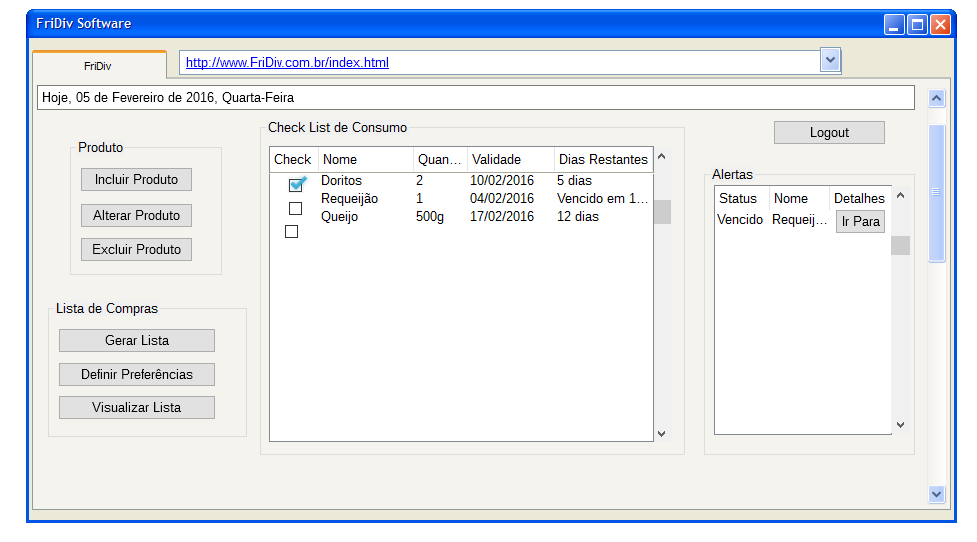 FriDiv Software
FriDiv
http://www.FriDiv.com.br/index.html
Hoje, 05 de Fevereiro de 2016, Quarta-Feira
Produto
Incluir Produto
Alterar Produto
Excluir Produto
Lista de Compras
Gerar Lista
Definir Preferências
Visualizar Lista
Check List de Consumo
Check Nome Quan... Validade Dias Restantes
Doritos 2 10/02/2016 5 dias
Requeijão 1 04/02/2016 Vencido em 1...
Queijo 500g 17/02/2016 12 dias
Logout
Alertas
Status Nome Detalhes
Vencido Requeij... Ir Para